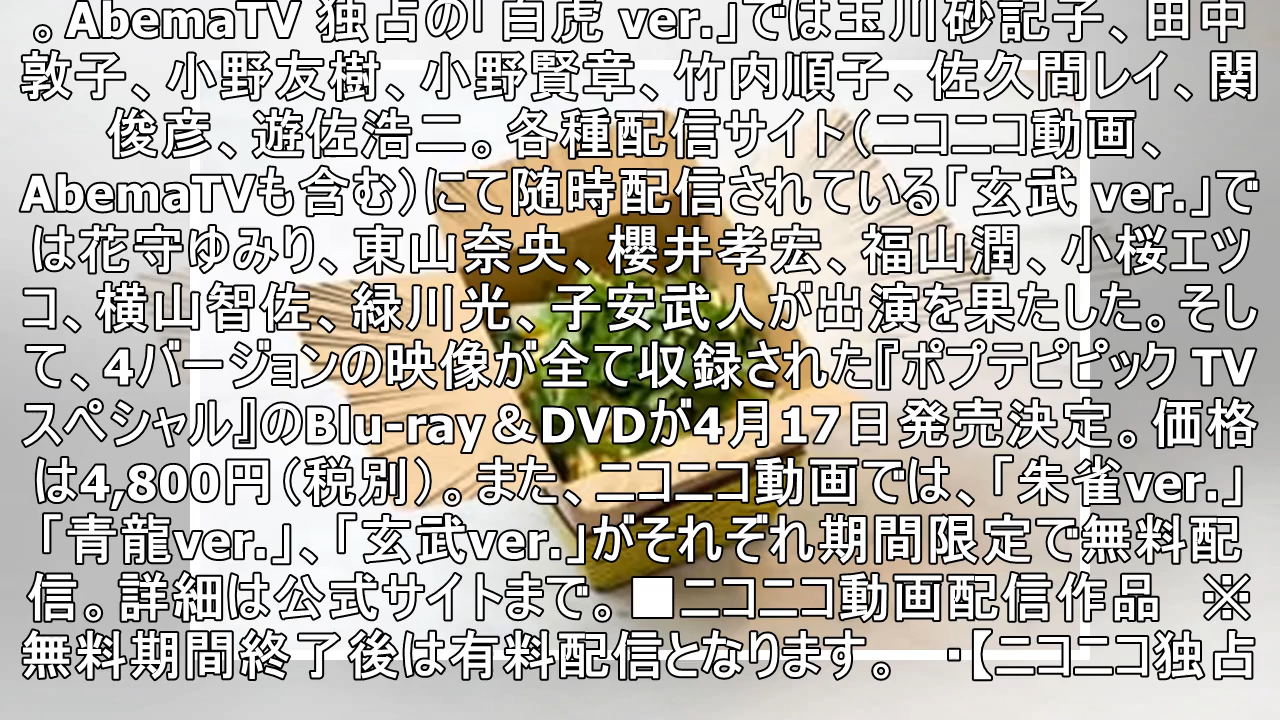 。AbemaTV 独占の「白虎 ver.」では玉川砂記子、田中
敦子、小野友樹、小野賢章、竹内順子、佐久間レイ、関
俊彦、遊佐浩二。各種配信サイト（ニコニコ動画、
AbemaTVも含む）にて随時配信されている「玄武 ver.」で
は花守ゆみり、東山奈央、櫻井孝宏、福山潤、小桜エツ
コ、横山智佐、緑川光、子安武人が出演を果たした。そし
て、4バージョンの映像が全て収録された『ポプテピピック TV
スペシャル』のBlu-ray＆DVDが4月17日発売決定。価格
は4,800円（税別）。また、ニコニコ動画では、「朱雀ver.」
「青龍ver.」、「玄武ver.」がそれぞれ期間限定で無料配
信。詳細は公式サイトまで。■ニコニコ動画配信作品　※
無料期間終了後は有料配信となります。　・【ニコニコ独占